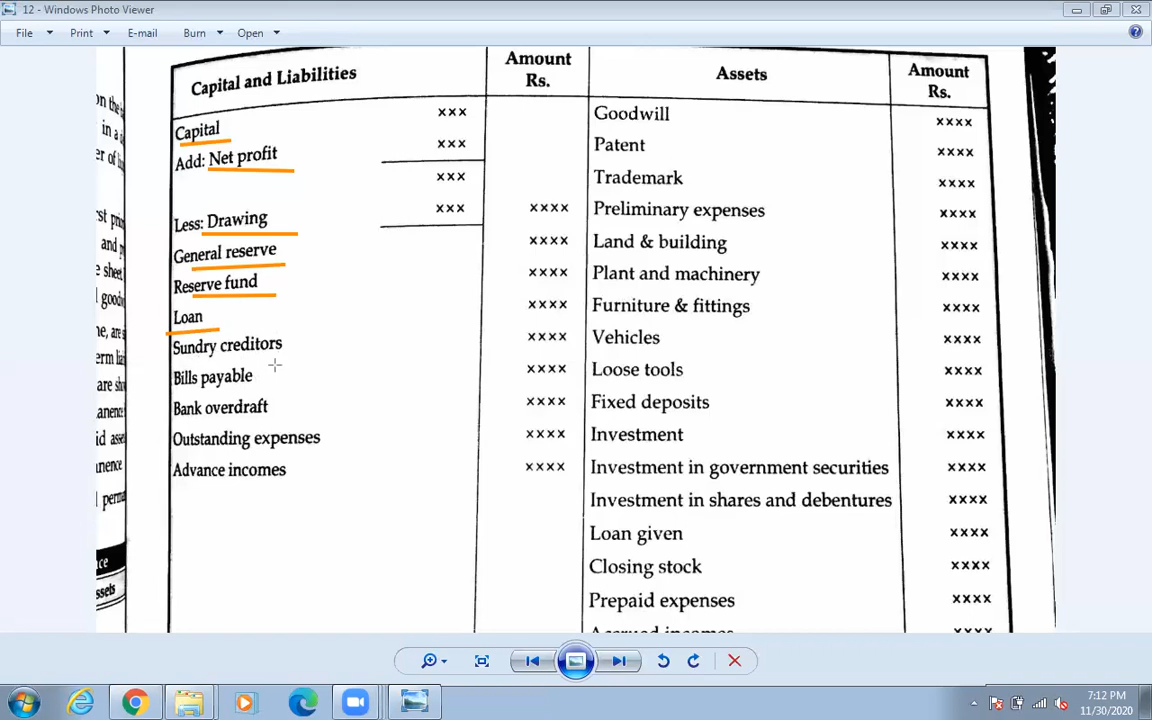 12 - Windows Photo Viewer
File Print E-mail Burn Open
Capital and Liabilities Amount Rs. Assets Amount Rs.
Capital xxx Goodwill xxxx
Add: Net profit xxx Patent xxxx
xxx Trademark xxxx
Less: Drawing xxx xxxx Preliminary expenses xxxx
General reserve xxxx Land & building xxxx
Reserve fund xxxx Plant and machinery xxxx
Loan xxxx Furniture & fittings xxxx
Sundry creditors xxxx Vehicles xxxx
Bills payable xxxx Loose tools xxxx
Bank overdraft xxxx Fixed deposits xxxx
Outstanding expenses xxxx Investment xxxx
Advance incomes xxxx Investment in government securities xxxx
Investment in shares and debentures xxxx
Loan given xxxx
Closing stock xxxx
Prepaid expenses xxxx
Accrued incomes xxxx
7:12 PM
11/30/2020